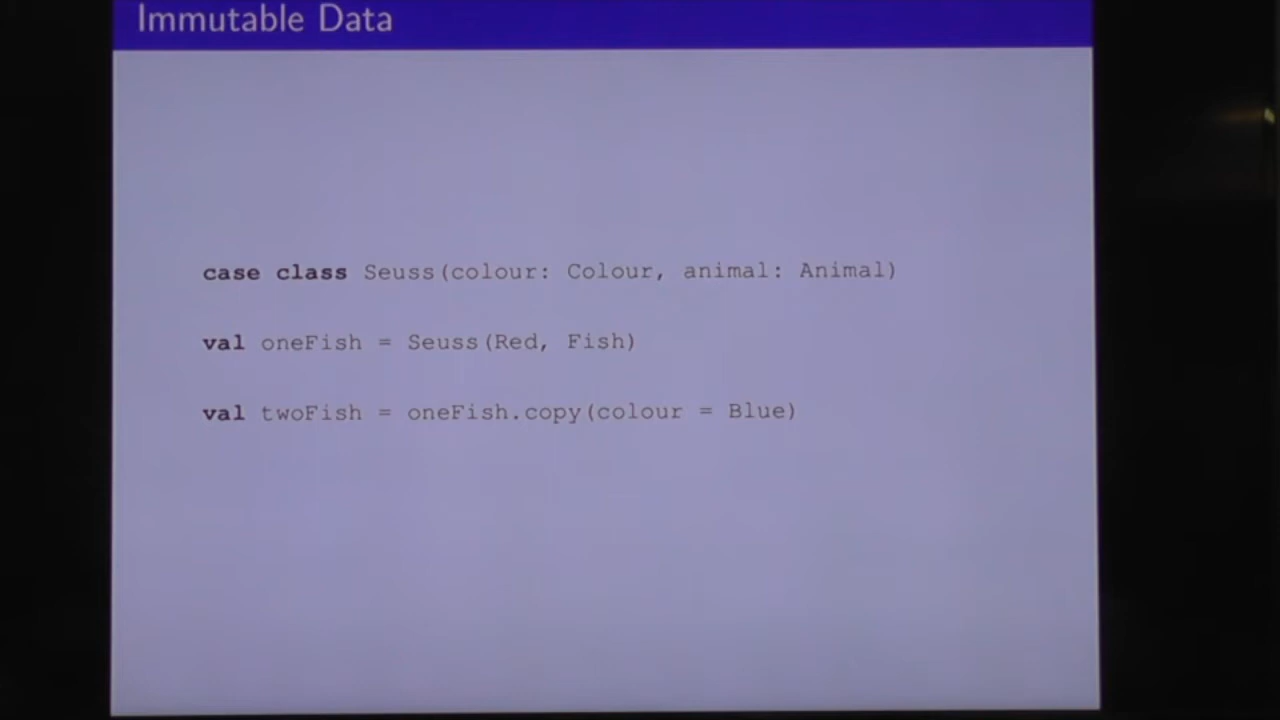 Immutable Data
case class Seuss(colour: Colour, animal: Animal)
val oneFish = Seuss(Red, Fish)
val twoFish = oneFish.copy(colour = Blue)